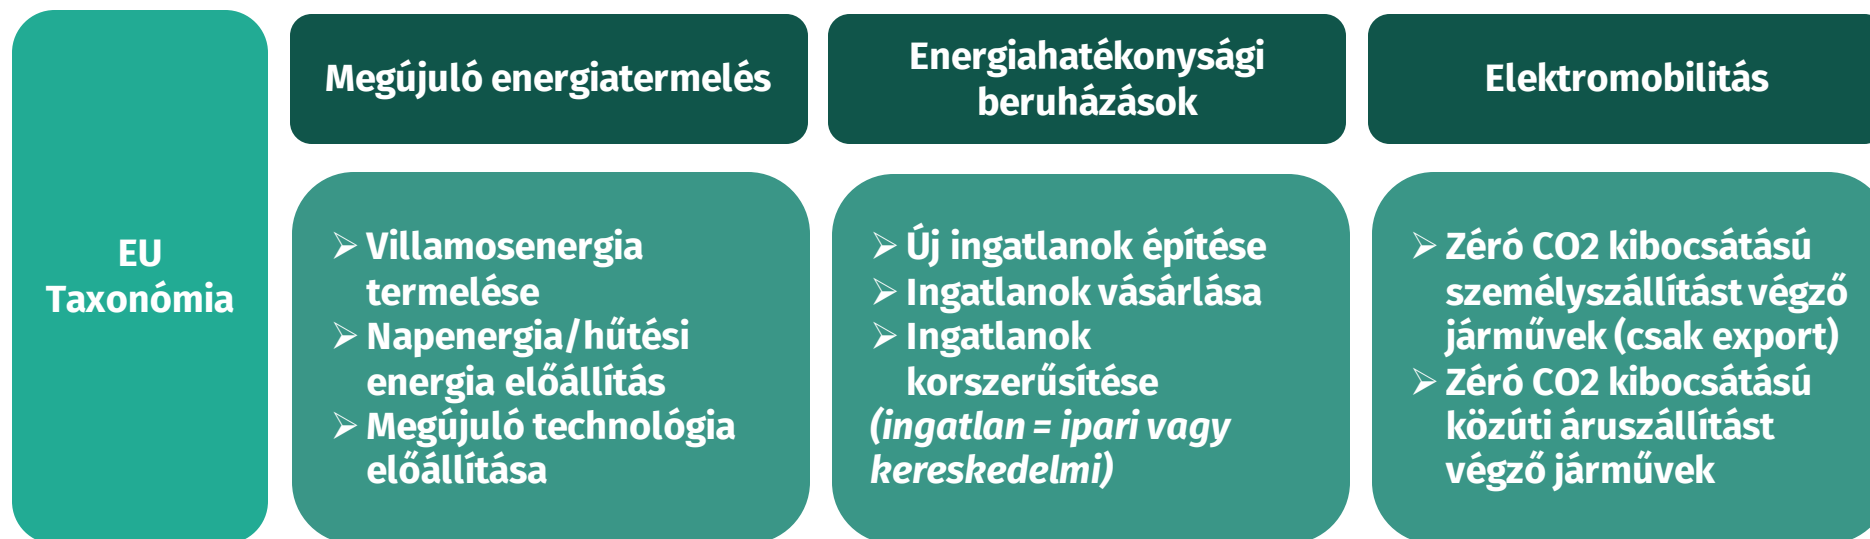 EU
Taxonómia
Megújuló energiatermelés
➢ Villamosenergia
termelése
➢ Napenergia/hűtési
energia előállítás
➢ Megújuló technológia
előállítása
Energiahatékonysági
beruházások
➢ Új ingatlanok építése
➢ Ingatlanok vásárlása
➢ Ingatlanok
korszerűsítése
(ingatlan = ipari vagy
kereskedelmi)
Elektromobilitás
➢ Zéró CO2 kibocsátású
személyszállítást végző
járművek (csak export)
➢ Zéró CO2 kibocsátású
közúti áruszállítást
végző járművek